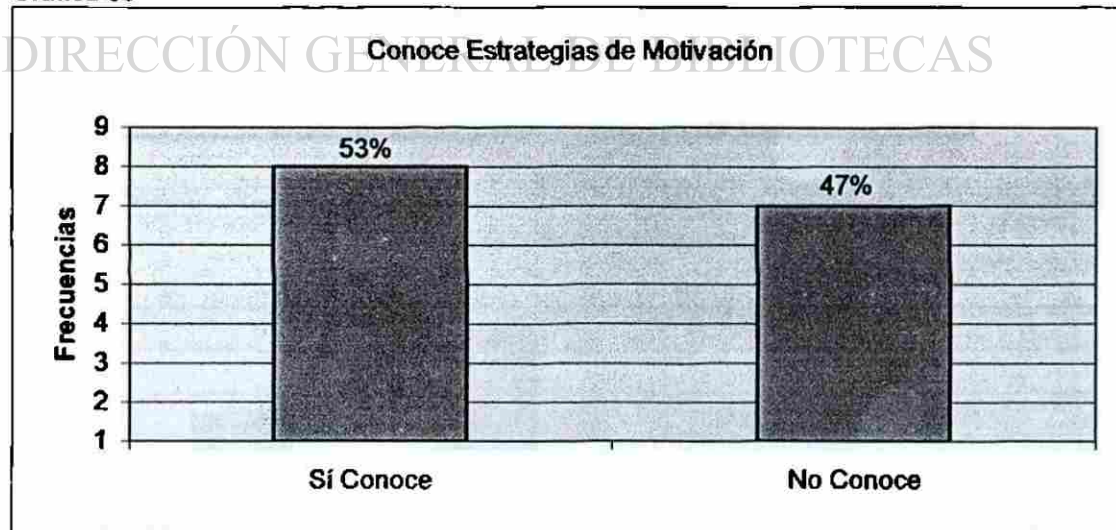 DIRECCIÓN GENERAL DE BIBLIOTECAS
Conoce Estrategias de Motivación
Frecuencias
9
8
7
6
5
4
3
2
1
53%
47%
Sí Conoce
No Conoce